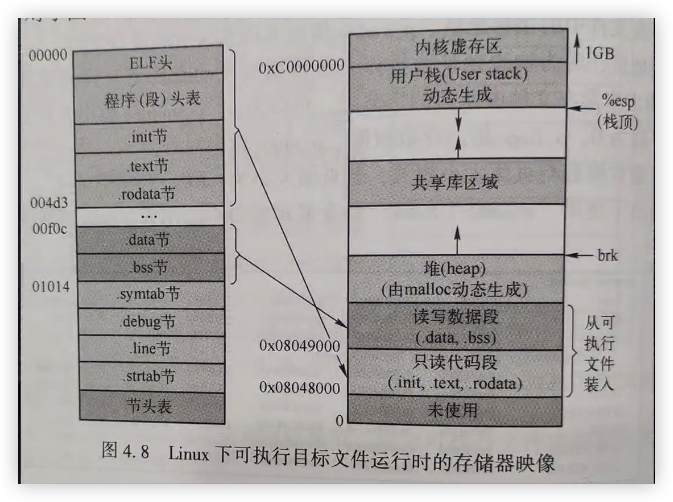 00000
ELF头
程序(段)头表
.init节
.text节
.rodata节
004d3
...
00f0c
.data节
.bss节
01014
.symtab节
.debug节
.line节
.strtab节
节头表
内核虚存区
1GB
0xC0000000
用户栈(User stack)
动态生成
%esp
(栈顶)
共享库区域
brk
堆(heap)
(由malloc动态生成)
读写数据段
(.data, .bss)
0x08049000
只读代码段
(.init, .text, .rodata)
0x08048000
未使用
0
从可
执行
文件
装入
图 4.8 Linux 下可执行目标文件运行时的存储器映像